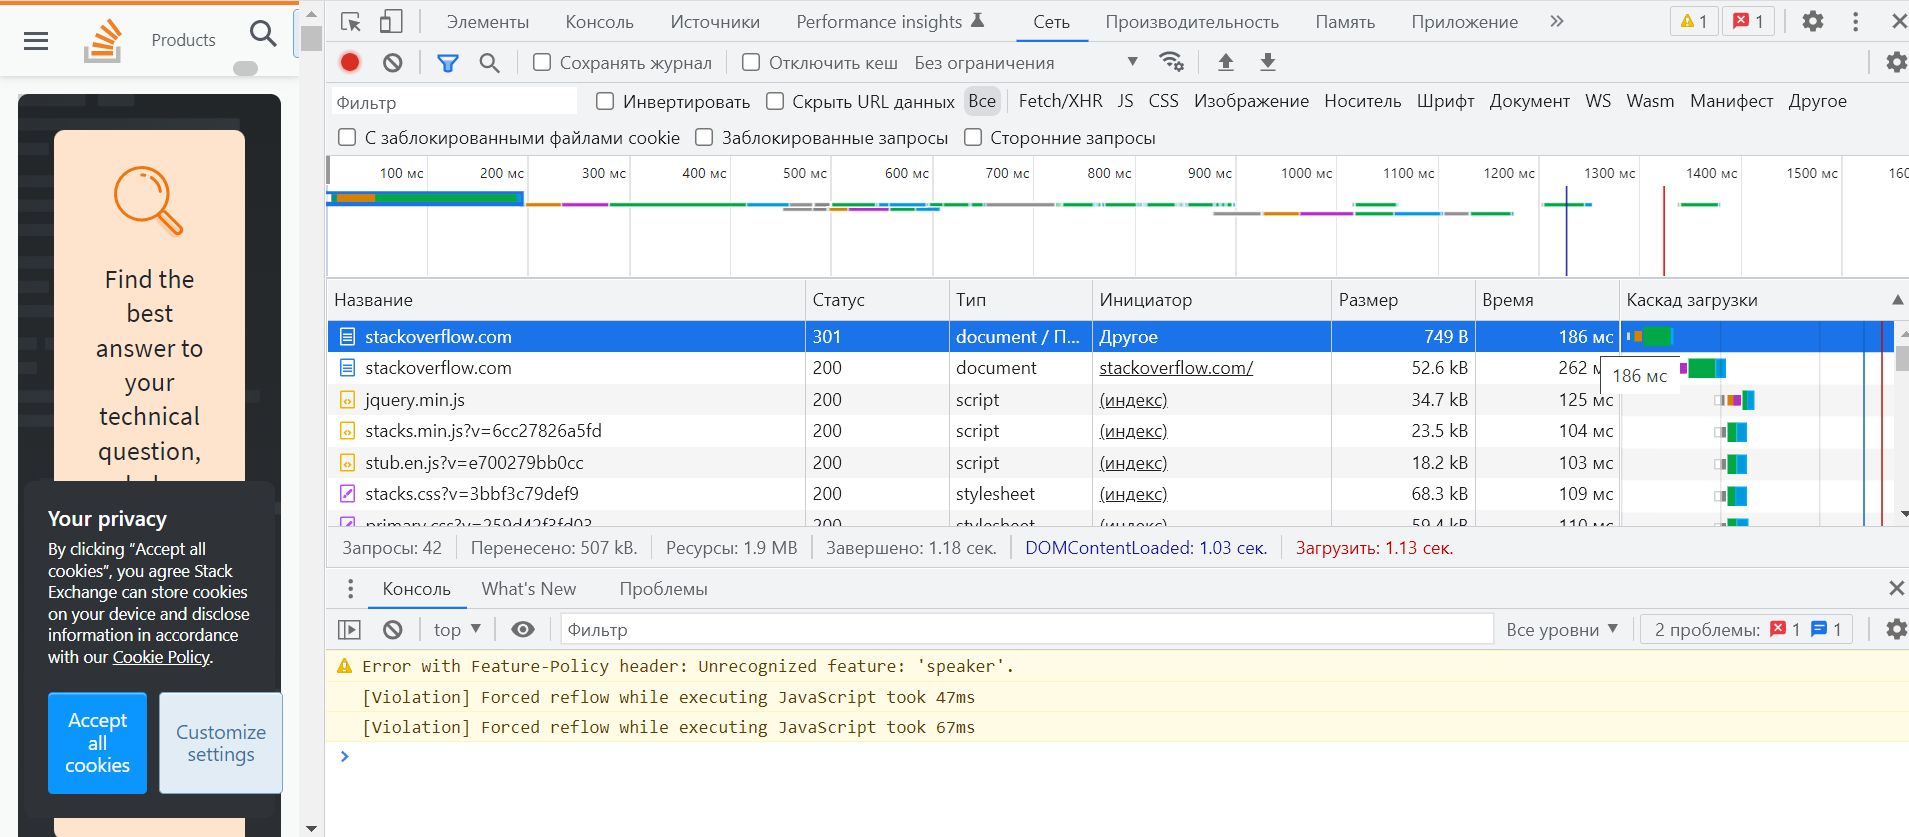 Products
Find the
best
answer to
your
technical
question,
Your privacy
By clicking “Accept all
cookies”, you agree Stack
Exchange can store cookies
on your device and disclose
information in accordance
with our Cookie Policy.
Accept
all
cookies
Customize
settings
Элементы Консоль Источники Performance insights Сеть Производительность Память Приложение 1 1
Сохранять журнал Отключить кеш Без ограничения
Фильтр Инвертировать Скрыть URL данных Все Fetch/XHR JS CSS Изображение Носитель Шрифт Документ WS Wasm Манифест Другое
С заблокированными файлами cookie Заблокированные запросы Сторонние запросы
100 мс 200 мс 300 мс 400 мс 500 мс 600 мс 700 мс 800 мс 900 мс 1000 мс 1100 мс 1200 мс 1300 мс 1400 мс 1500 мс
Название Статус Тип Инициатор Размер Время Каскад загрузки
stackoverflow.com 301 document / П... Другое 749 B 186 мс
stackoverflow.com 200 document stackoverflow.com/ 52.6 kB 262
186 мс
jquery.min.js 200 script (индекс) 34.7 kB 125 мс
stacks.min.js?v=6cc27826a5fd 200 script (индекс) 23.5 kB 104 мс
stub.en.js?v=e700279bb0cc 200 script (индекс) 18.2 kB 103 мс
stacks.css?v=3bbf3c79def9 200 stylesheet (индекс) 68.3 kB 109 мс
primary.css?v=259d42f3fd03 200 stylesheet (индекс) 59.4 kB 110 мс
Запросы: 42 Перенесено: 507 kB. Ресурсы: 1.9 MB Завершено: 1.18 сек. DOMContentLoaded: 1.03 сек. Загрузить: 1.13 сек.
Консоль What's New Проблемы
top Фильтр Все уровни 2 проблемы: 1 1
Error with Feature-Policy header: Unrecognized feature: 'speaker'.
[Violation] Forced reflow while executing JavaScript took 47ms
[Violation] Forced reflow while executing JavaScript took 67ms